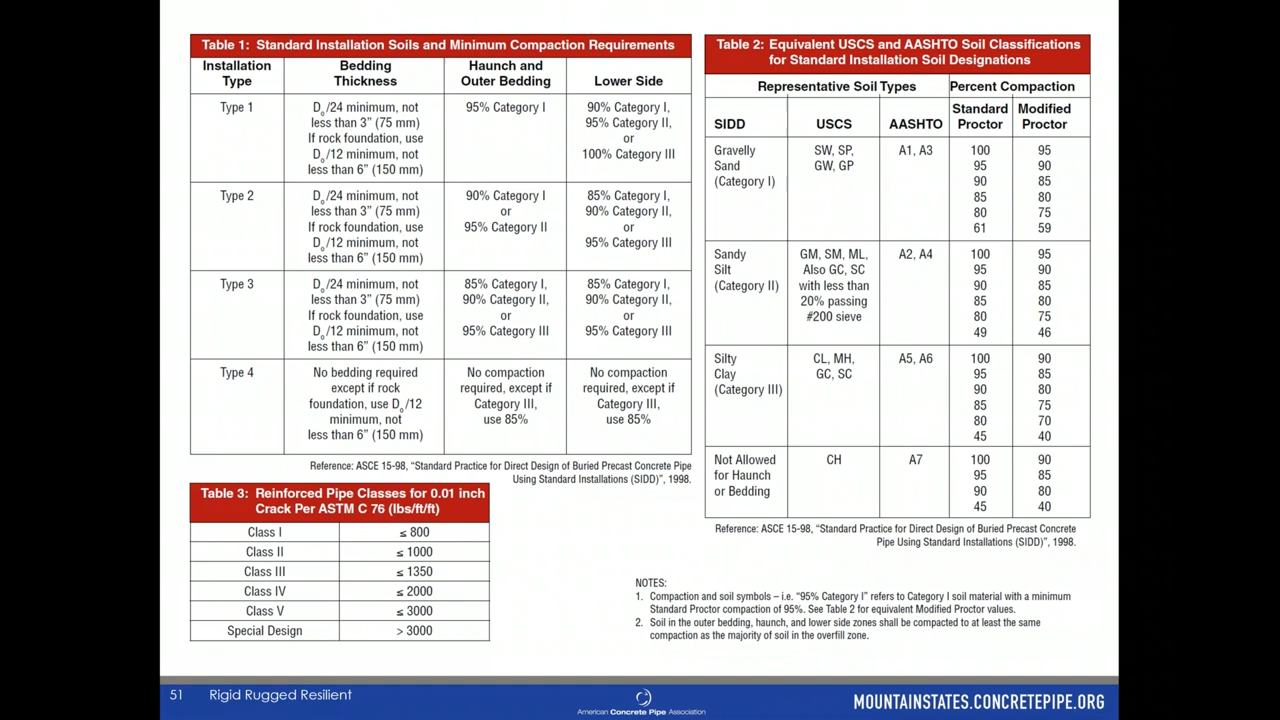 Table 1: Standard Installation Soils and Minimum Compaction Requirements
Installation Type
Bedding Thickness
Haunch and Outer Bedding
Lower Side
Type 1
Do/24 minimum, not
less than 3” (75 mm)
If rock foundation, use
Do/12 minimum, not
less than 6” (150 mm)
95% Category I
90% Category I,
95% Category II,
or
100% Category III
Type 2
Do/24 minimum, not
less than 3” (75 mm)
If rock foundation, use
Do/12 minimum, not
less than 6” (150 mm)
90% Category I
or
95% Category II
85% Category I,
90% Category II,
or
95% Category III
Type 3
Do/24 minimum, not
less than 3” (75 mm)
If rock foundation, use
Do/12 minimum, not
less than 6” (150 mm)
85% Category I,
90% Category II,
or
95% Category III
85% Category I,
90% Category II,
or
95% Category III
Type 4
No bedding required
except if rock
foundation, use Do/12
minimum, not
less than 6” (150 mm)
No compaction
required, except if
Category III,
use 85%
No compaction
required, except if
Category III,
use 85%
Reference: ASCE 15-98, “Standard Practice for Direct Design of Buried Precast Concrete Pipe
Using Standard Installations (SIDD)”, 1998.
Table 2: Equivalent USCS and AASHTO Soil Classifications
for Standard Installation Soil Designations
Representative Soil Types
Percent Compaction
SIDD
USCS
AASHTO
Standard Proctor
Modified Proctor
Gravelly
Sand
(Category I)
SW, SP,
GW, GP
A1, A3
100 95
95 90
90 85
85 80
80 75
61 59
Sandy
Silt
(Category II)
GM, SM, ML,
Also GC, SC
with less than
20% passing
#200 sieve
A2, A4
100 95
95 90
90 85
85 80
80 75
49 46
Silty
Clay
(Category III)
CL, MH,
GC, SC
A5, A6
100 90
95 85
90 80
85 75
80 70
45 40
Not Allowed
for Haunch
or Bedding
CH
A7
100 90
95 85
90 80
45 40
Reference: ASCE 15-98, “Standard Practice for Direct Design of Buried Precast Concrete
Pipe Using Standard Installations (SIDD)”, 1998.
Table 3: Reinforced Pipe Classes for 0.01 inch
Crack Per ASTM C 76 (lbs/ft/ft)
Class I ≤ 800
Class II ≤ 1000
Class III ≤ 1350
Class IV ≤ 2000
Class V ≤ 3000
Special Design > 3000
NOTES:
1. Compaction and soil symbols – i.e. “95% Category I” refers to Category I soil material with a minimum
Standard Proctor compaction of 95%. See Table 2 for equivalent Modified Proctor values.
2. Soil in the outer bedding, haunch, and lower side zones shall be compacted to at least the same
compaction as the majority of soil in the overfill zone.
51 Rigid Rugged Resilient
American Concrete Pipe Association
MOUNTAINSTATES.CONCRETEPIPE.ORG